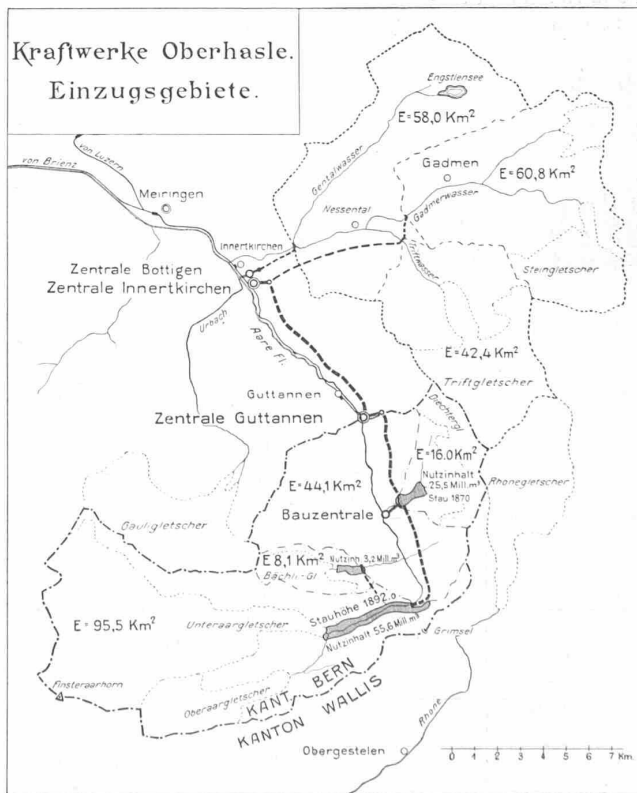 Kraftwerke Oberhasle.
Einzugsgebiete.
Engstlensee
E=58,0 Km²
von Luzern
von Brienz
Gentalwasser
Gadmen
E=60,8 Km²
Meiringen
Nessental
Gadmerwasser
Innertkirchen
Triftwasser
Zentrale Bottigen
Zentrale Innertkirchen
Steingletscher
Urbach
Aare Fl.
E=42,4 Km²
Guttannen
Triftgletscher
Zentrale Guttannen
Diechtergl
E=16.0 Km²
Nutzinhalt
25,5 Mill.m³
Stau 1870
Rhonegletscher
E=44,1 Km²
Bauzentrale
Gauligletscher
E 8,1 Km²
Nutzinh. 3,2 Mill.m³
Bächli-Gl
Stauhöhe 1892.0
E=95,5 Km²
Unteraargletscher
Nutzinhalt 55,6 Mill.m³
Grimsel
Finsteraarhorn
Oberaargletscher
KANT. BERN
KANTON WALLIS
Rhone
Obergestelen
0 1 2 3 4 5 6 7 Km.